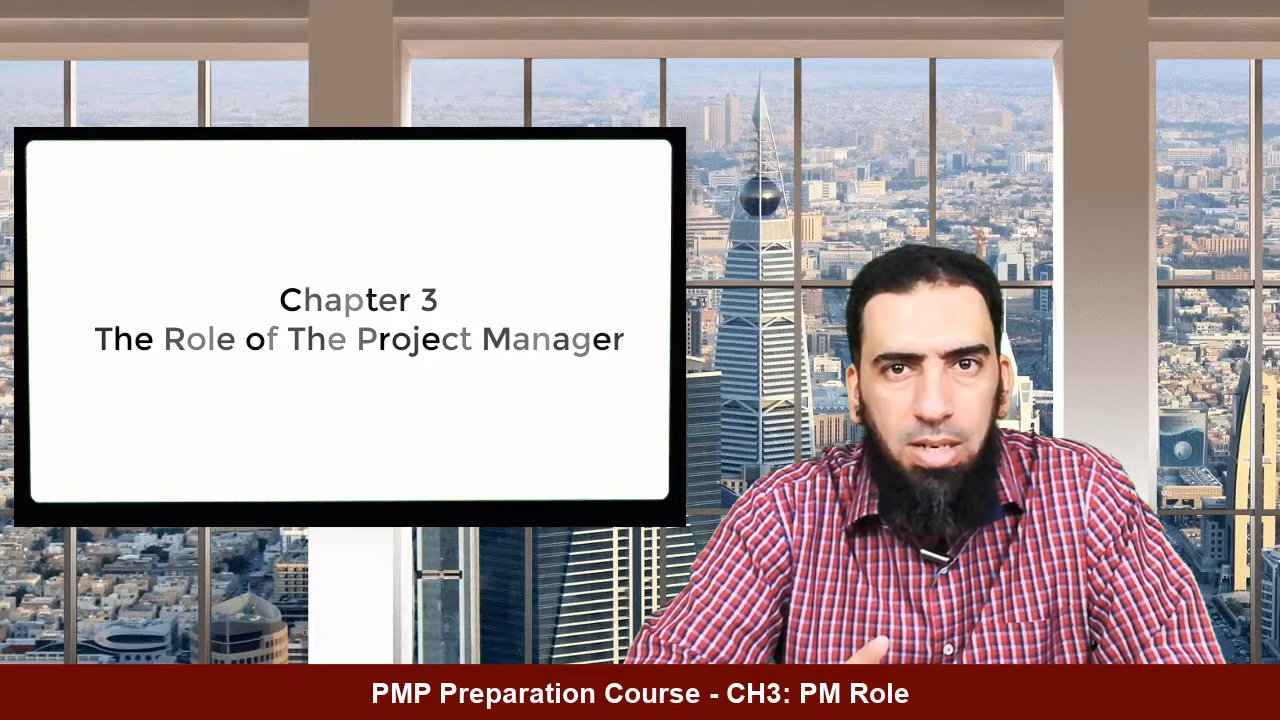 Chapter 3
The Role of The Project Manager
PMP Preparation Course - CH3: PM Role